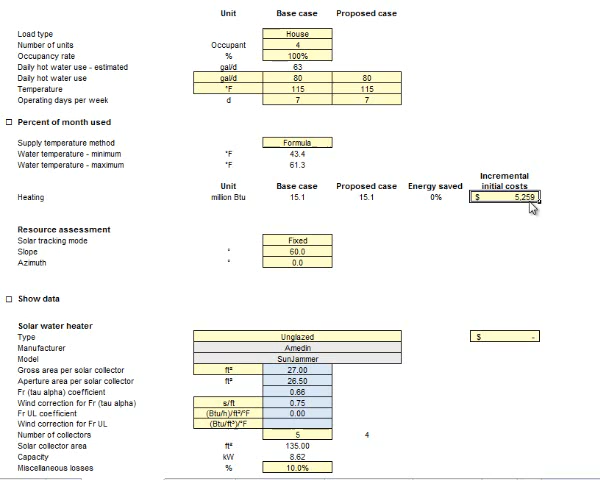 Unit Base case Proposed case
Load type House
Number of units Occupant 4
Occupancy rate % 100%
Daily hot water use - estimated gal/d 63
Daily hot water use gal/d 80 80
Temperature °F 115 115
Operating days per week d 7 7
Percent of month used
Supply temperature method Formula
Water temperature - minimum °F 43.4
Water temperature - maximum °F 61.3
Incremental
Unit Base case Proposed case Energy saved initial costs
Heating million Btu 15.1 15.1 0% $ 5,259
Resource assessment
Solar tracking mode Fixed
Slope ° 60.0
Azimuth ° 0.0
Show data
Solar water heater
Type Unglazed $ -
Manufacturer Amedin
Model SunJammer
Gross area per solar collector ft² 27.00
Aperture area per solar collector ft² 26.50
Fr (tau alpha) coefficient 0.66
Wind correction for Fr (tau alpha) s/ft 0.75
Fr UL coefficient (Btu/h)/ft²/°F 0.00
Wind correction for Fr UL (Btu/ft³)/°F
Number of collectors 5 4
Solar collector area ft² 135.00
Capacity kW 8.62
Miscellaneous losses % 10.0%